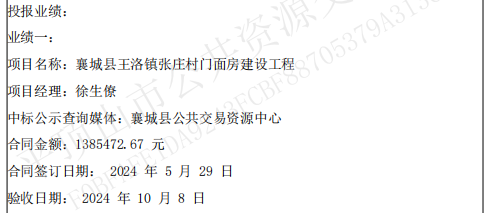 投报业绩：
业绩一：
项目名称：襄城县王洛镇张庄村门面房建设工程
项目经理：徐生僚
中标公示查询媒体：襄城县公共交易资源中心
合同金额：1385472.67 元
合同签订日期： 2024 年 5 月 29 日
验收日期： 2024 年 10 月 8 日